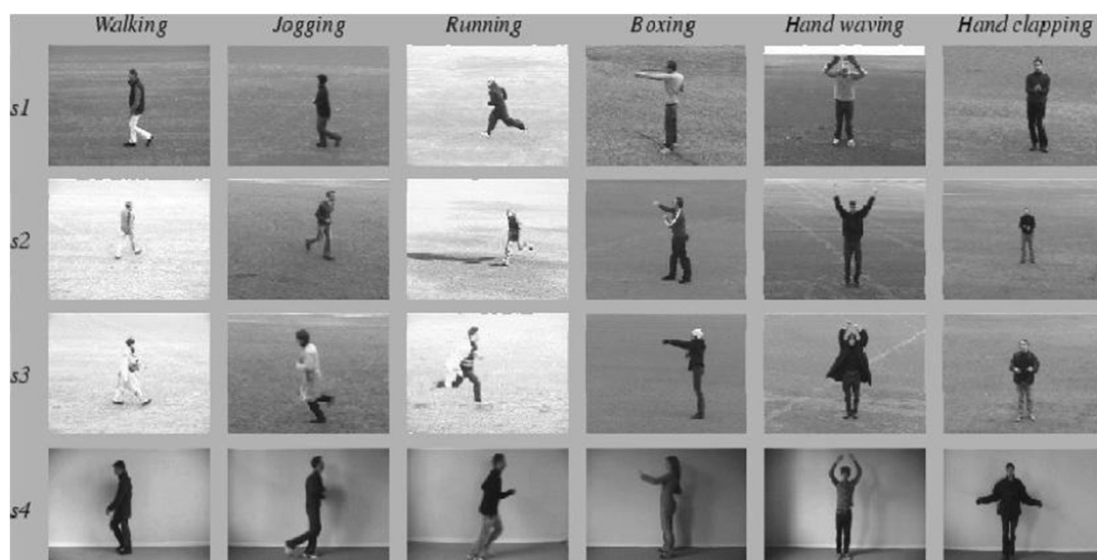 Walking Jogging Running Boxing Hand waving Hand clapping
s1
s2
s3
s4